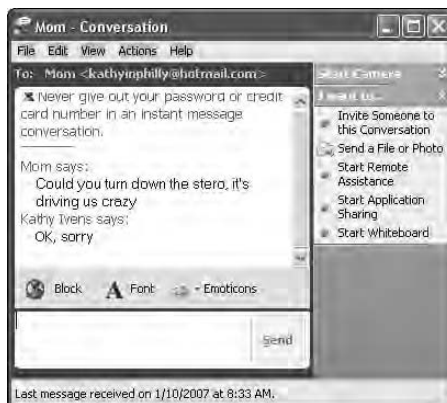 Mom - Conversation
File Edit View Actions Help
To: Mom <kathyinphilly@hotmail.com>
Never give out your password or credit
card number in an instant message
conversation.
Mom says:
Could you turn down the stero, it's
driving us crazy
Kathy Ivens says:
OK, sorry
Block
Font
Emoticons
Send
Last message received on 1/10/2007 at 8:33 AM.
Start Camera
I want to...
Invite Someone to
this Conversation
Send a File or Photo
Start Remote
Assistance
Start Application
Sharing
Start Whiteboard